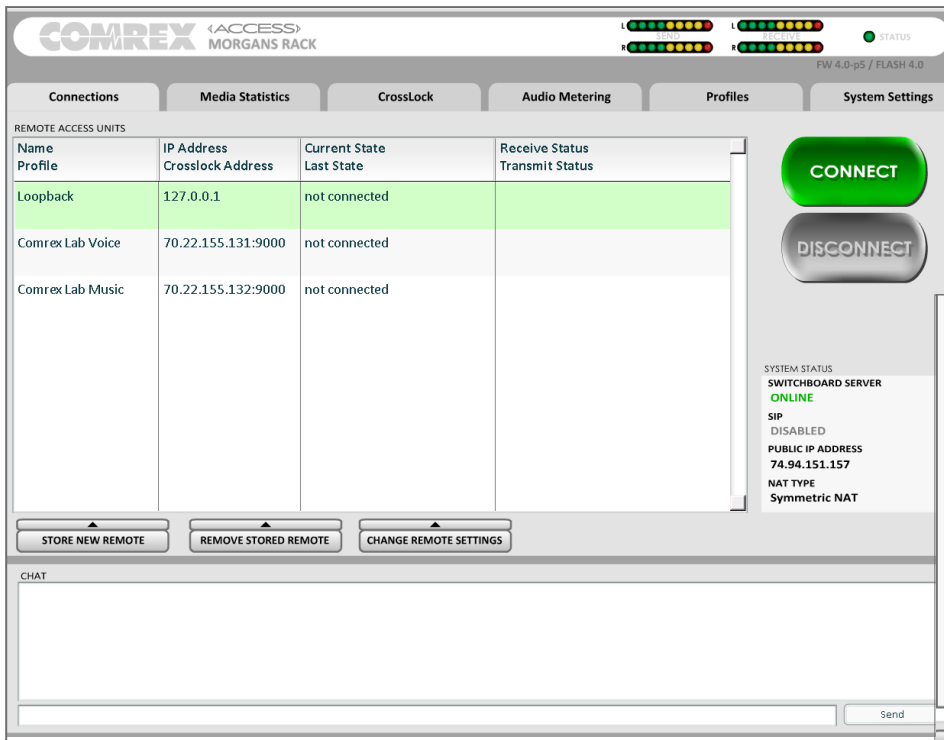 COMREX
ACCESS
MORGANS RACK
L
SEND
R
L
RECEIVE
R
STATUS
FW 4.0-p5 / FLASH 4.0
Connections
Media Statistics
CrossLock
Audio Metering
Profiles
System Settings
REMOTE ACCESS UNITS
Name
Profile
IP Address
Crosslock Address
Current State
Last State
Receive Status
Transmit Status
Loopback
127.0.0.1
not connected
Comrex Lab Voice
70.22.155.131:9000
not connected
Comrex Lab Music
70.22.155.132:9000
not connected
CONNECT
DISCONNECT
SYSTEM STATUS
SWITCHBOARD SERVER
ONLINE
SIP
DISABLED
PUBLIC IP ADDRESS
74.94.151.157
NAT TYPE
Symmetric NAT
STORE NEW REMOTE
REMOVE STORED REMOTE
CHANGE REMOTE SETTINGS
CHAT
Send